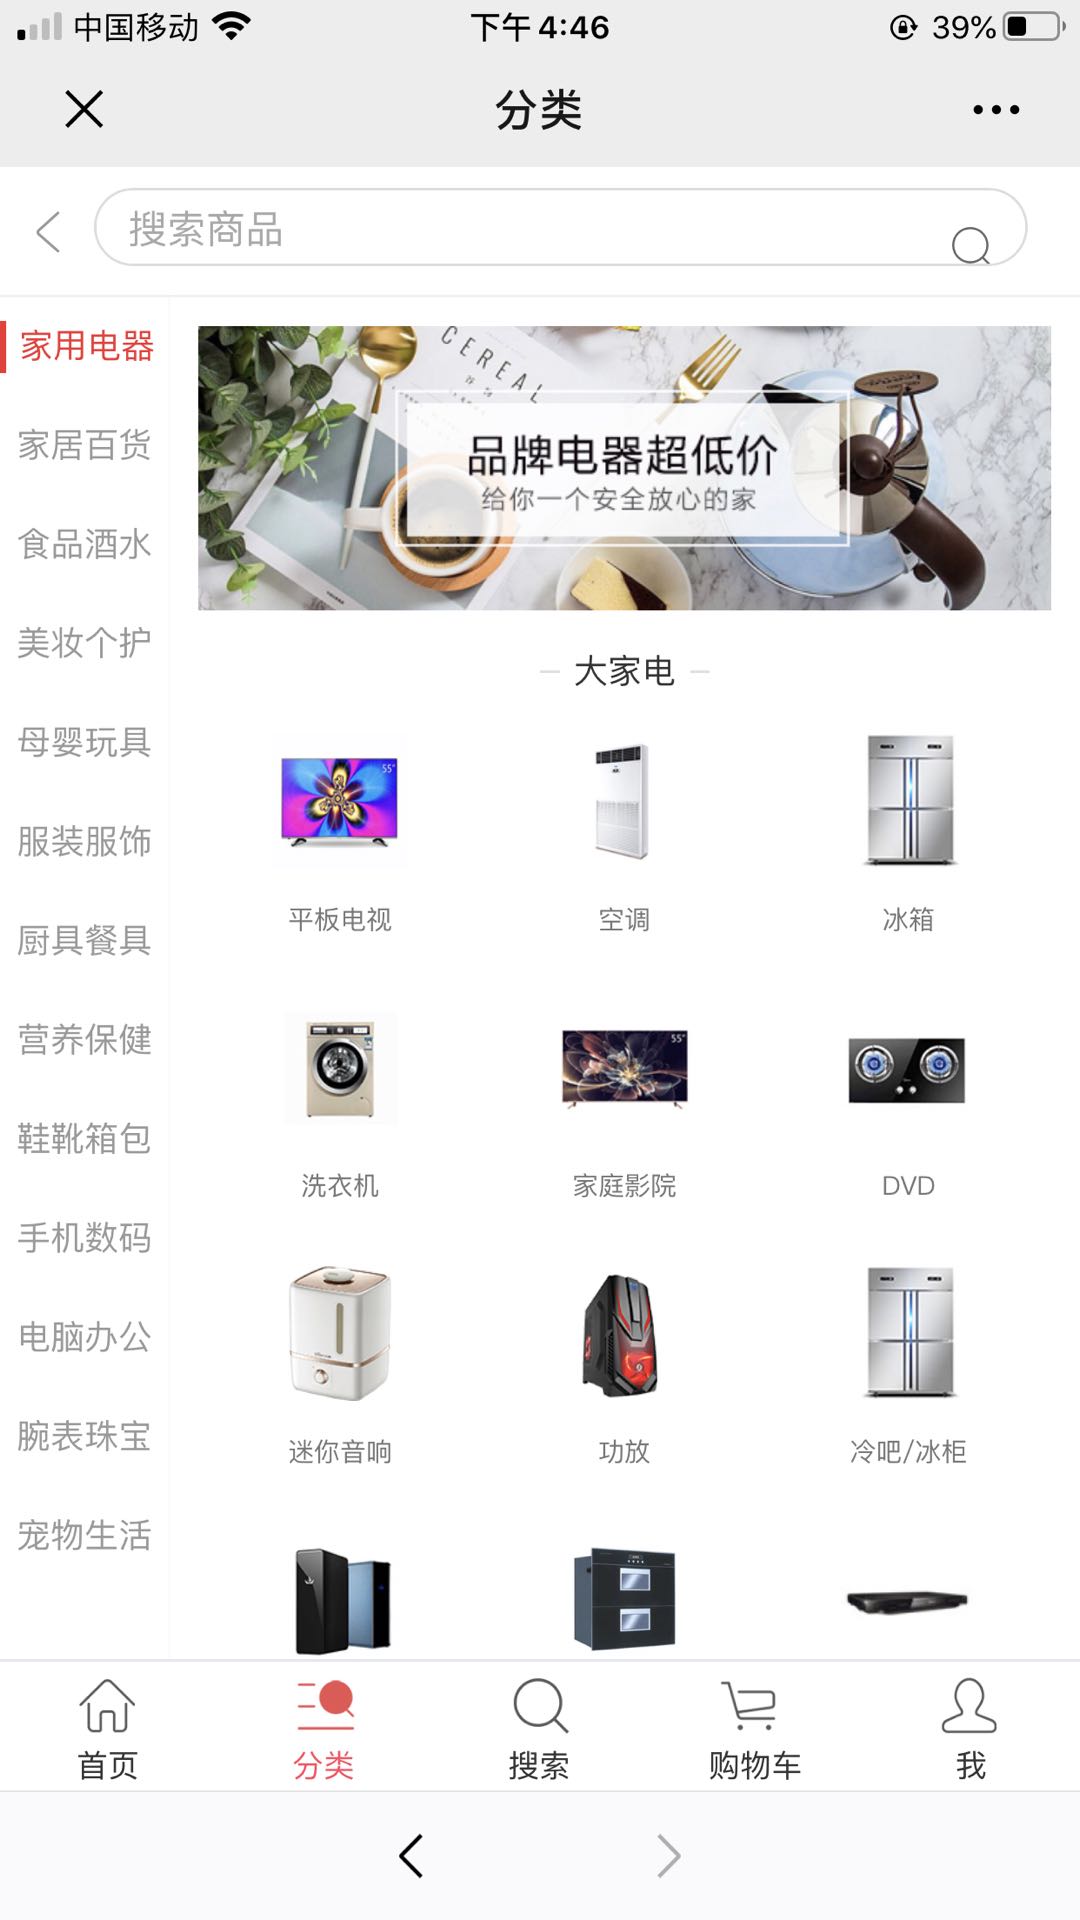 中国移动
下午 4:46
39%
分类
搜索商品
家用电器
家居百货
食品酒水
美妆个护
母婴玩具
服装服饰
厨具餐具
营养保健
鞋靴箱包
手机数码
电脑办公
腕表珠宝
宠物生活
CEREAL
品牌电器超低价
给你一个安全放心的家
大家电
55"
平板电视
空调
冰箱
55"
洗衣机
家庭影院
DVD
迷你音响
功放
冷吧/冰柜
首页
分类
搜索
购物车
我